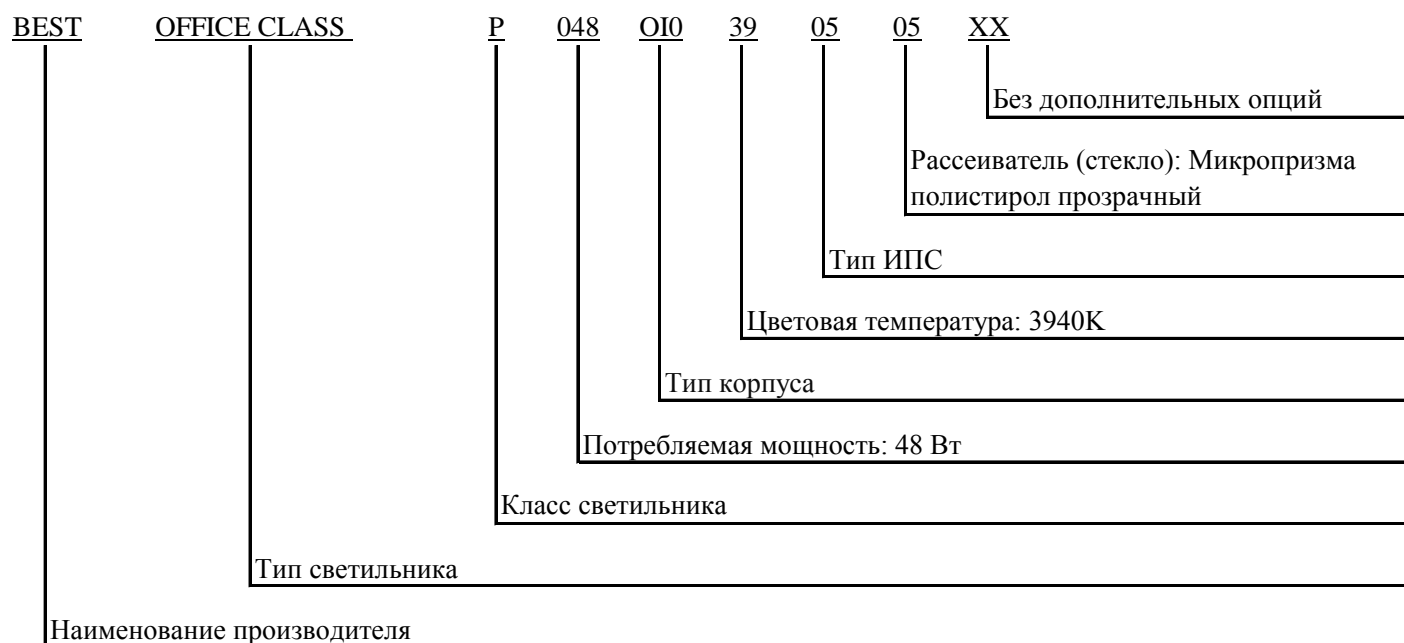 BEST OFFICE CLASS P 048 OI0 39 05 05 XX
Без дополнительных опций
Рассеиватель (стекло): Микропризма
полистирол прозрачный
Тип ИПС
Цветовая температура: 3940K
Тип корпуса
Потребляемая мощность: 48 Вт
Класс светильника
Тип светильника
Наименование производителя